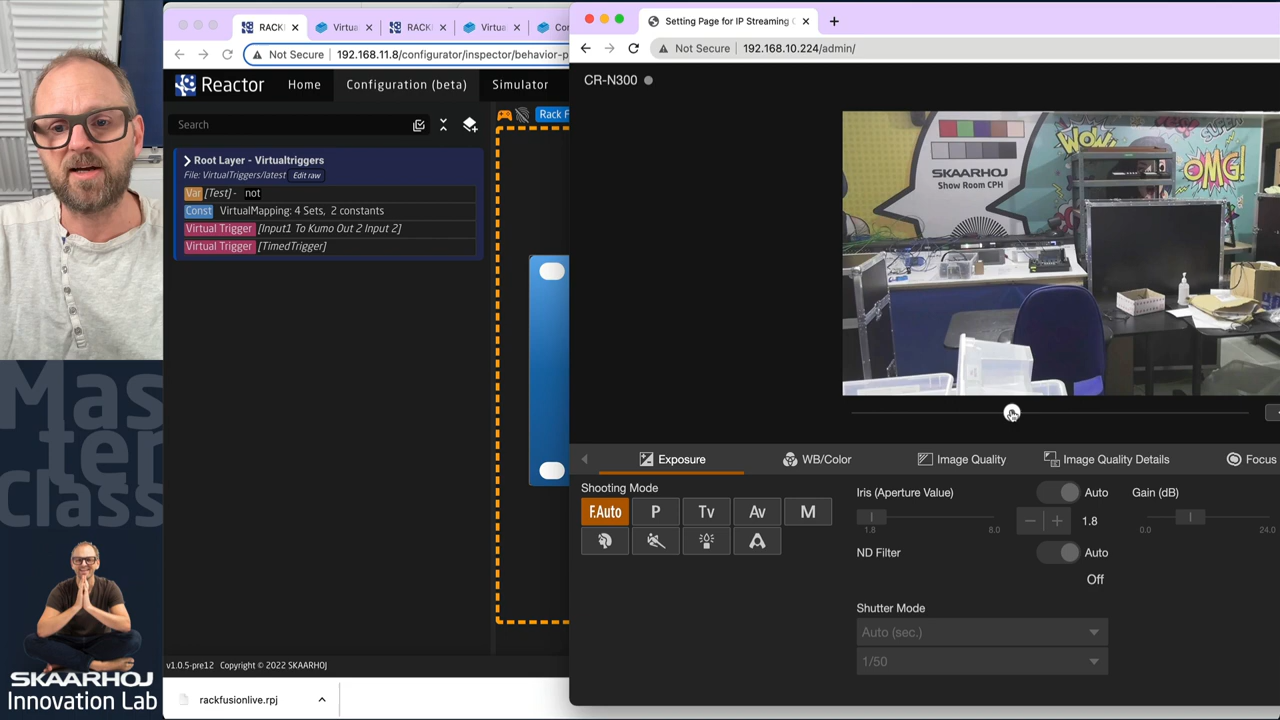 RACK
Virtua
RACK
Virtua
Co
Not Secure
192.168.11.8/configurator/inspector/behavior-p
Reactor
Home
Configuration (beta)
Simulator
Search
Rack F
Root Layer - Virtualtriggers
File: VirtualTriggers/latest
Edit raw
Var [Test] - not
Const VirtualMapping: 4 Sets, 2 constants
Virtual Trigger [Input1 To Kumo Out 2 Input 2]
Virtual Trigger [TimedTrigger]
v1.0.5-pre12 Copyright © 2022 SKAARHOJ
rackfusionlive.rpj
Setting Page for IP Streaming
Not Secure
192.168.10.224/admin/
CR-N300
SKAARHOJ
Show Room CPH
WOW!
OMG!
SUPER
Exposure
WB/Color
Image Quality
Image Quality Details
Focus
Shooting Mode
F.Auto
P
Tv
Av
M
Iris (Aperture Value)
Auto
Gain (dB)
1.8
8.0
1.8
0.0
24.0
ND Filter
Auto
Off
Shutter Mode
Auto (sec.)
1/50
Mas
ter
Class
SKAARHOJ
Innovation Lab